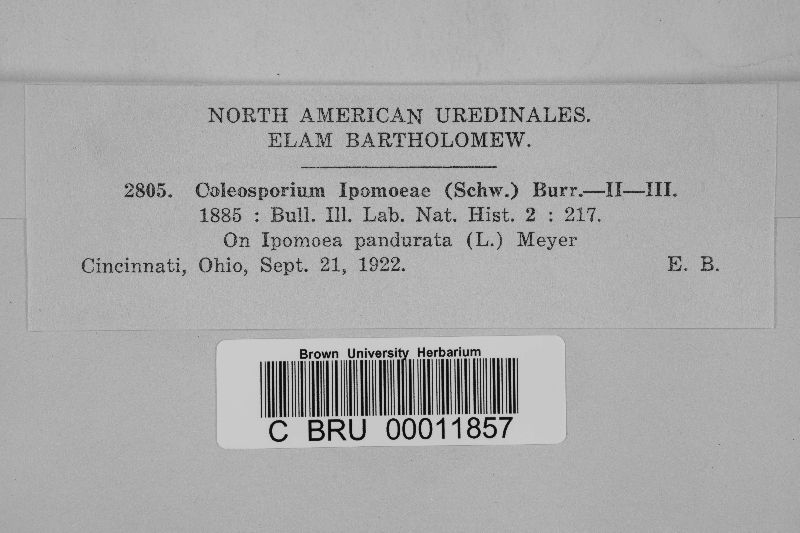 NORTH AMERICAN UREDINALES.
ELAM BARTHOLOMEW.
2805. Coleosporium Ipomoeae (Schw.) Burr.—II—III.
1885 : Bull. Ill. Lab. Nat. Hist. 2 : 217.
On Ipomoea pandurata (L.) Meyer
Cincinnati, Ohio, Sept. 21, 1922. E. B.
Brown University Herbarium
C BRU 00011857